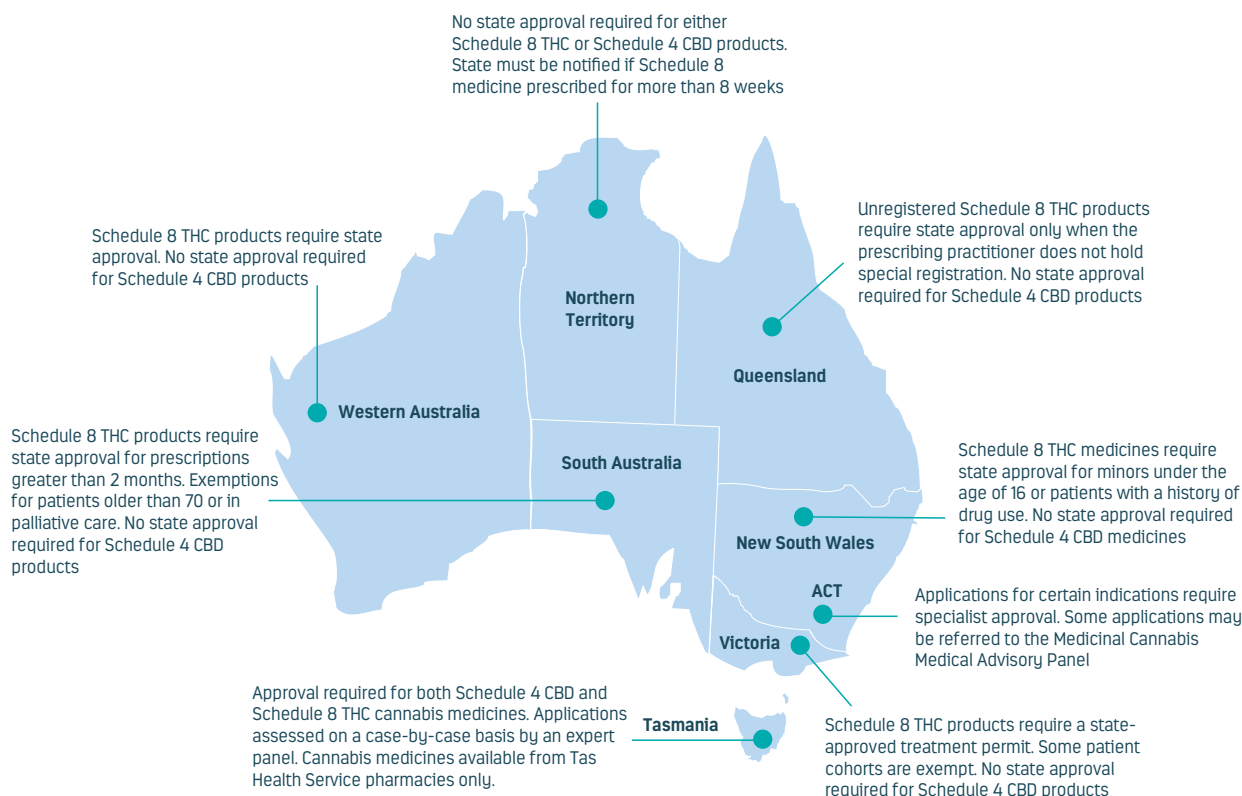 No state approval required for either
Schedule 8 THC or Schedule 4 CBD products.
State must be notified if Schedule 8
medicine prescribed for more than 8 weeks
Schedule 8 THC products require state
approval. No state approval required
for Schedule 4 CBD products
Unregistered Schedule 8 THC products
require state approval only when the
prescribing practitioner does not hold
special registration. No state approval
required for Schedule 4 CBD products
Northern
Territory
Queensland
Western Australia
Schedule 8 THC products require
state approval for prescriptions
greater than 2 months. Exemptions
for patients older than 70 or in
palliative care. No state approval
required for Schedule 4 CBD
products
South Australia
Schedule 8 THC medicines require
state approval for minors under the
age of 16 or patients with a history of
drug use. No state approval required
for Schedule 4 CBD medicines
New South Wales
ACT
Applications for certain indications require
specialist approval. Some applications may
be referred to the Medicinal Cannabis
Medical Advisory Panel
Victoria
Approval required for both Schedule 4 CBD and
Schedule 8 THC cannabis medicines. Applications
assessed on a case-by-case basis by an expert
panel. Cannabis medicines available from Tas
Health Service pharmacies only.
Tasmania
Schedule 8 THC products require a state-
approved treatment permit. Some patient
cohorts are exempt. No state approval
required for Schedule 4 CBD products